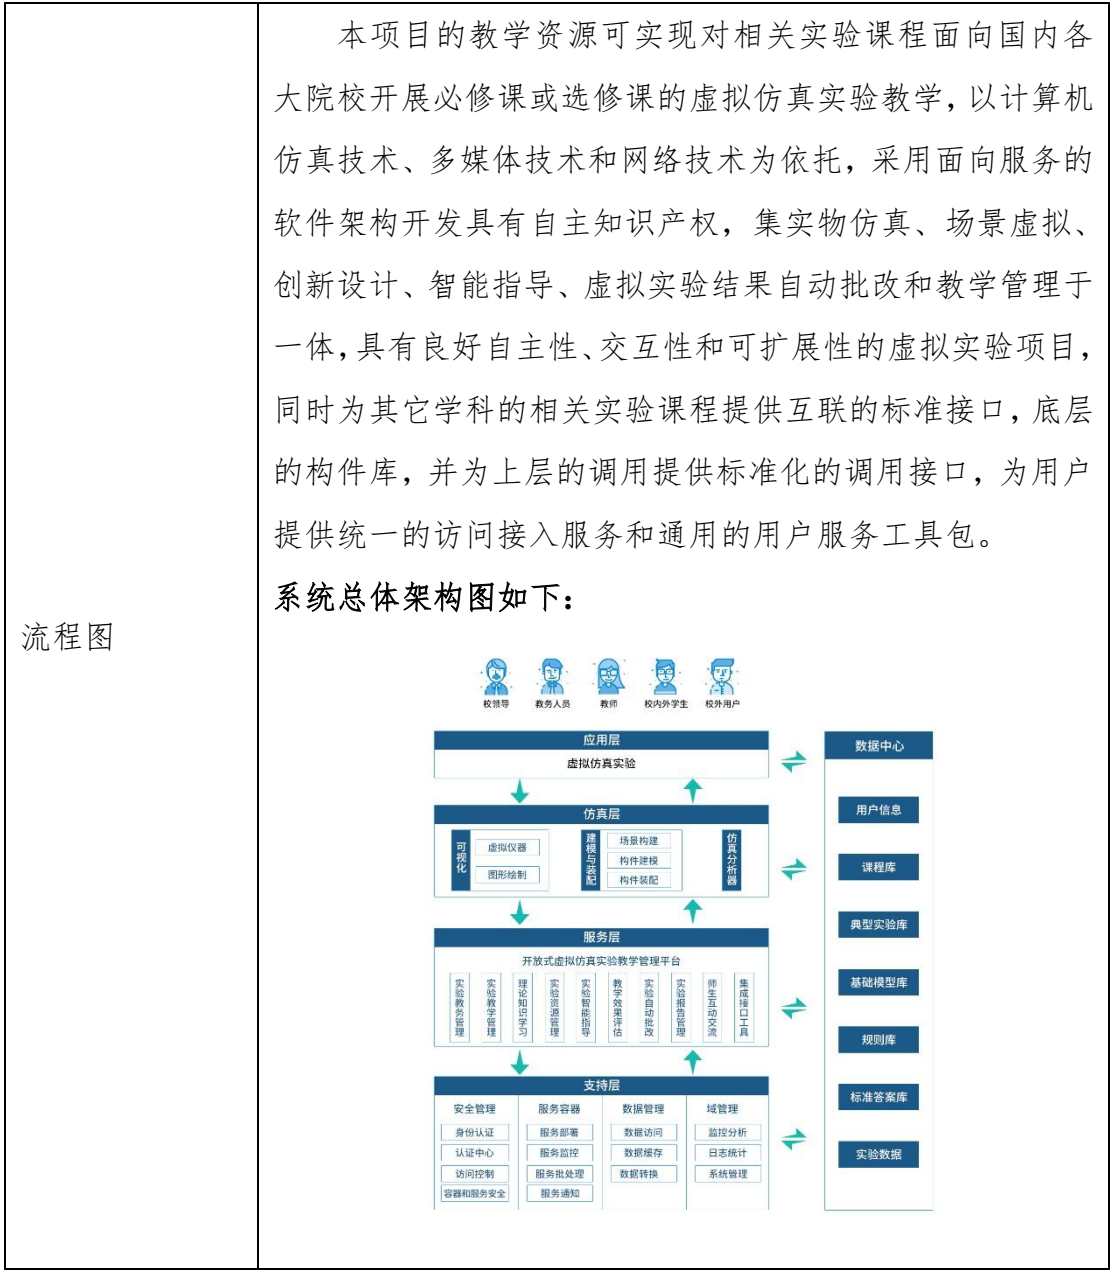 流程图
本项目的教学资源可实现对相关实验课程面向国内各
大院校开展必修课或选修课的虚拟仿真实验教学，以计算机
仿真技术、多媒体技术和网络技术为依托，采用面向服务的
软件架构开发具有自主知识产权，集实物仿真、场景虚拟、
创新设计、智能指导、虚拟实验结果自动批改和教学管理于
一体，具有良好自主性、交互性和可扩展性的虚拟实验项目，
同时为其它学科的相关实验课程提供互联的标准接口，底层
的构件库，并为上层的调用提供标准化的调用接口，为用户
提供统一的访问接入服务和通用的用户服务工具包。
系统总体架构图如下：
校领导 教务人员 教师 校内外学生 校外用户
应用层
虚拟仿真实验
仿真层
可视化
虚拟仪器
图形绘制
建模与装配
场景构建
构件建模
构件装配
仿真分析器
服务层
开放式虚拟仿真实验教学管理平台
实验教务管理
实验教学管理
理论知识学习
实验资源管理
实验智能指导
教学效果评估
实验自动批改
实验报告管理
师生互动交流
集成接口工具
支持层
安全管理
身份认证
认证中心
访问控制
容器和服务安全
服务容器
服务部署
服务监控
服务批处理
服务通知
数据管理
数据访问
数据缓存
数据转换
域管理
监控分析
日志统计
系统管理
数据中心
用户信息
课程库
典型实验库
基础模型库
规则库
标准答案库
实验数据